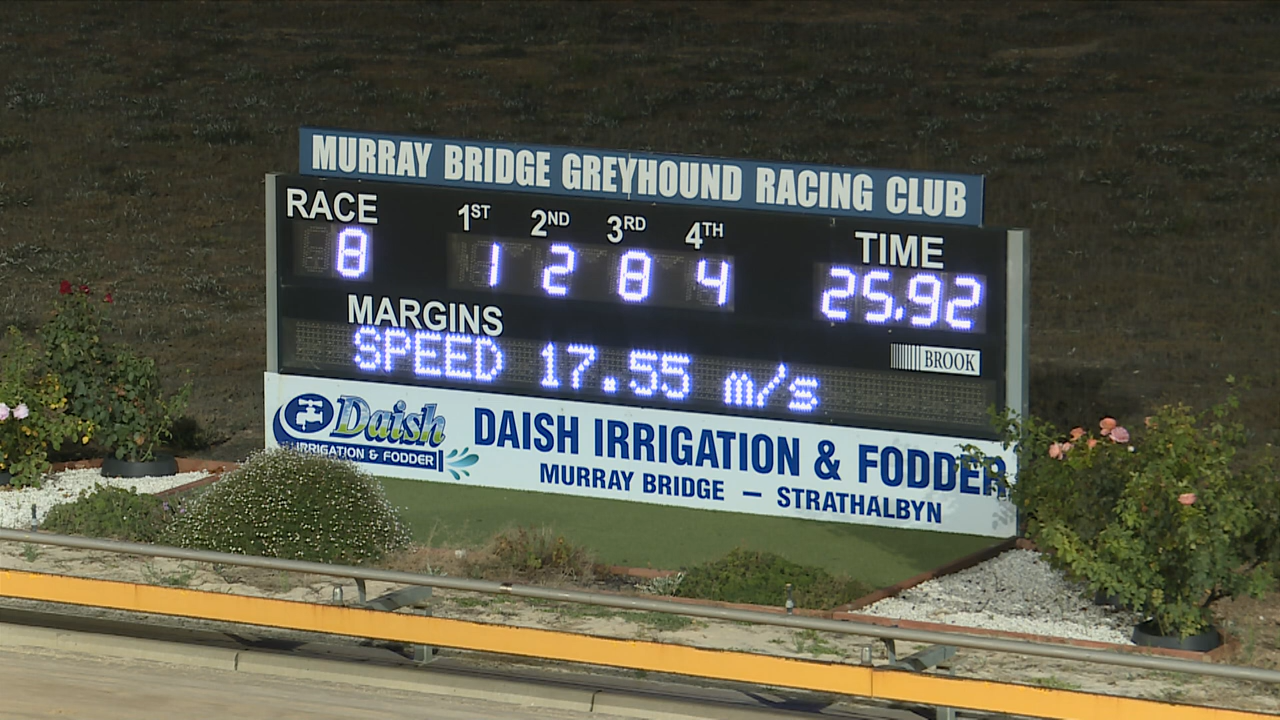 MURRAY BRIDGE GREYHOUND RACING CLUB
RACE 1ST 2ND 3RD 4TH TIME
8 1 2 8 4 25.92
MARGINS
BROOK
SPEED 17.55 m/s
Daish
IRRIGATION & FODDER
DAISH IRRIGATION & FODDER
MURRAY BRIDGE – STRATHALBYN